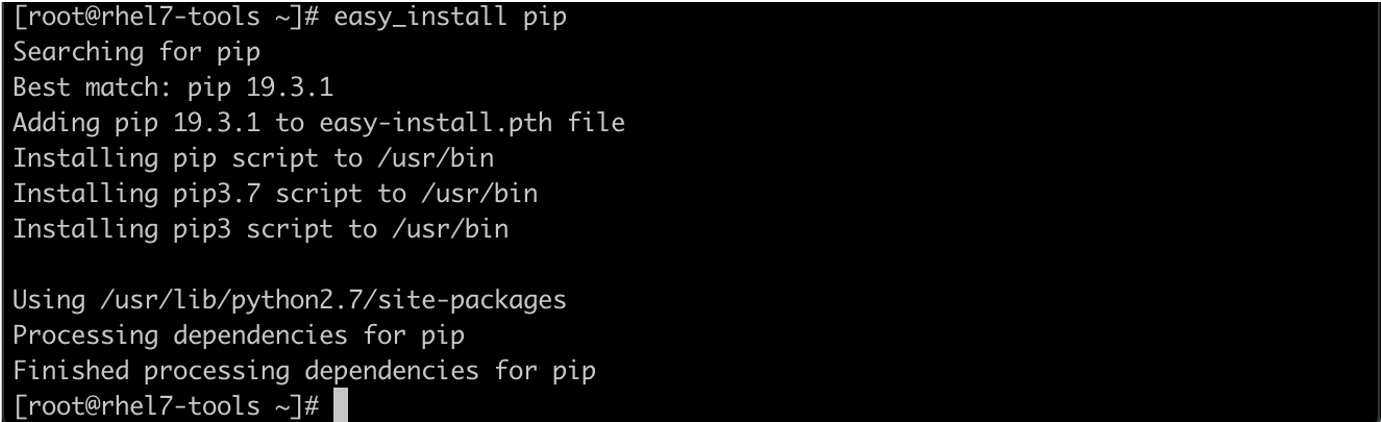 [root@rhel7-tools ~]# easy_install pip
Searching for pip
Best match: pip 19.3.1
Adding pip 19.3.1 to easy-install.pth file
Installing pip script to /usr/bin
Installing pip3.7 script to /usr/bin
Installing pip3 script to /usr/bin

Using /usr/lib/python2.7/site-packages
Processing dependencies for pip
Finished processing dependencies for pip
[root@rhel7-tools ~]#